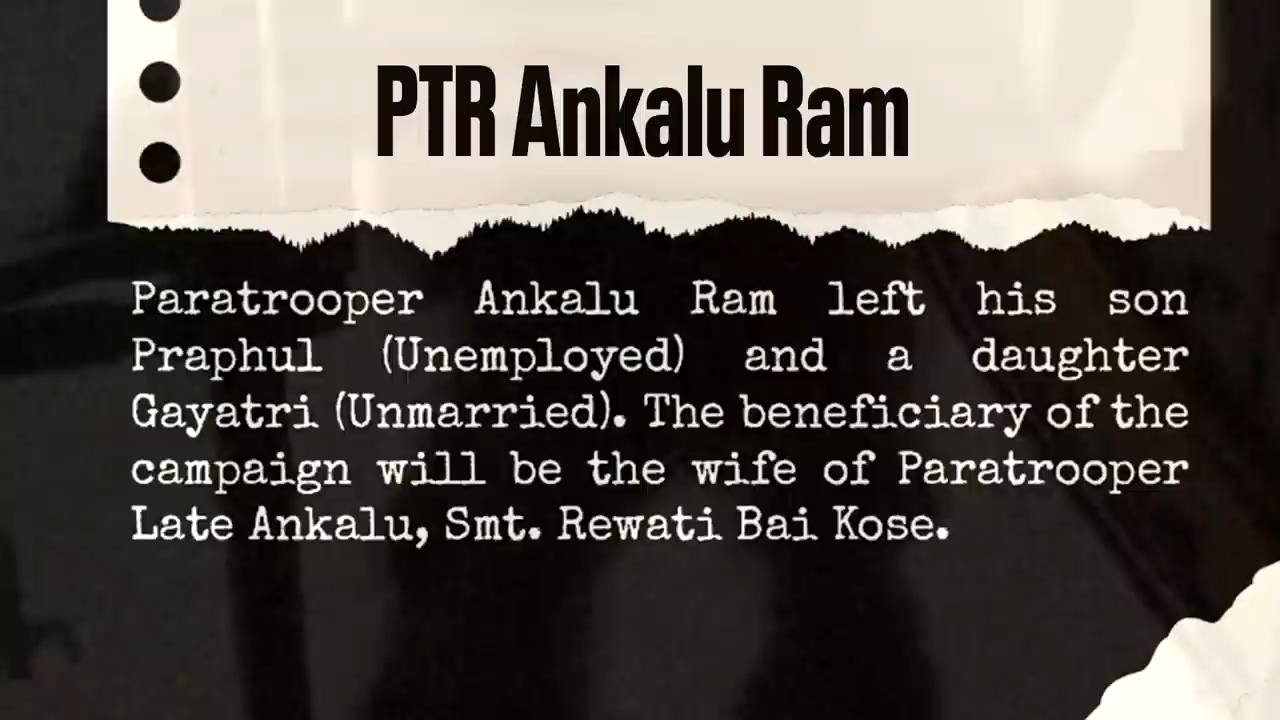 PTR Ankalu Ram
Paratrooper Ankalu Ram left his son
Praphul (Unemployed) and a daughter
Gayatri (Unmarried). The beneficiary of the
campaign will be the wife of Paratrooper
Late Ankalu, Smt. Rewati Bai Kose.